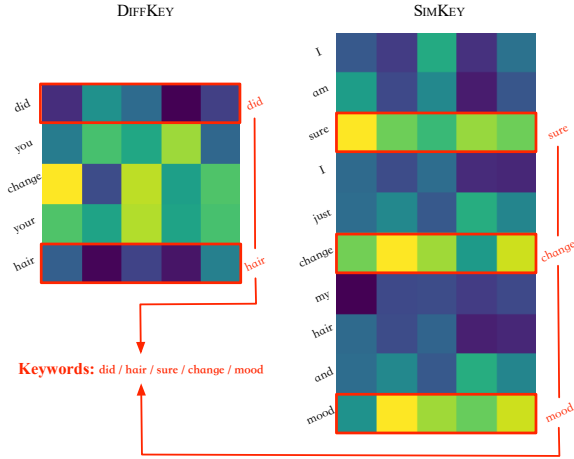 DIFFKEY
did
you
change
your
hair
did
hair
SIMKEY
I
am
sure
I
just
change
my
hair
and
mood
sure
change
mood
Keywords: did / hair / sure / change / mood